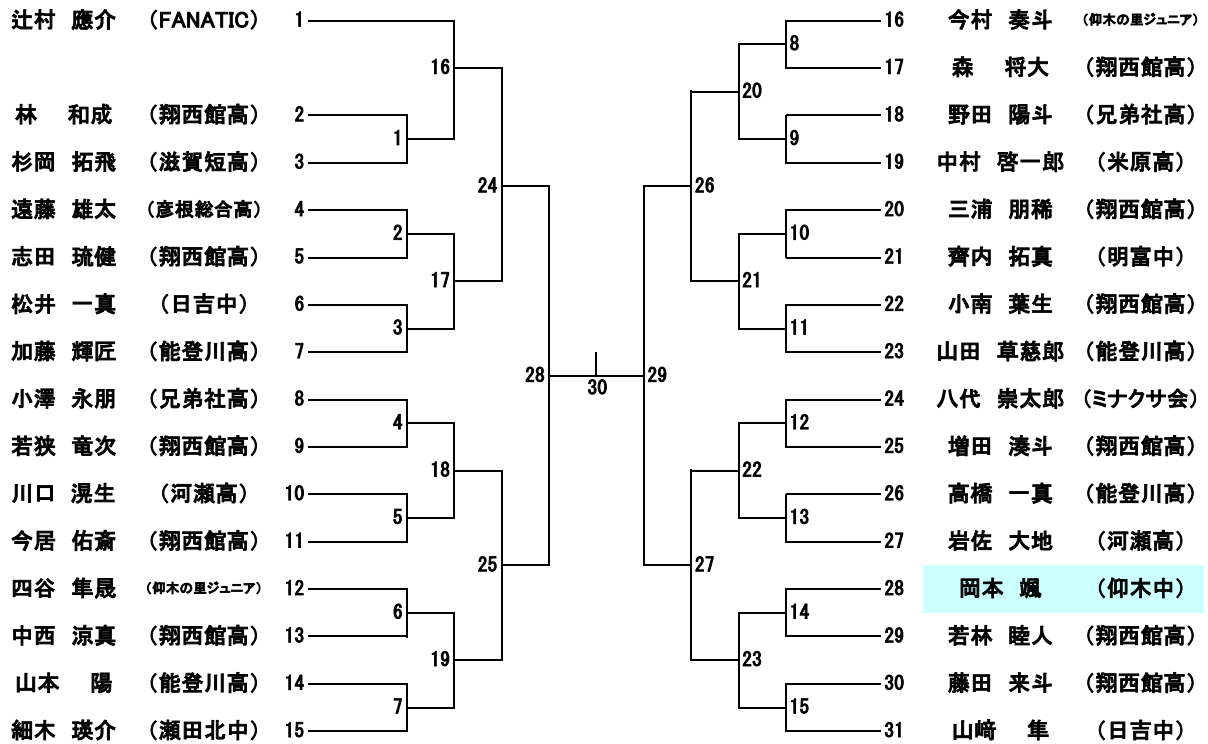 辻村 應介 (FANATIC) 1
林 和成 (翔西館高) 2
杉岡 拓飛 (滋賀短高) 3
遠藤 雄太 (彦根総合高) 4
志田 琉健 (翔西館高) 5
松井 一真 (日吉中) 6
加藤 輝匠 (能登川高) 7
小澤 永朋 (兄弟社高) 8
若狭 竜次 (翔西館高) 9
川口 滉生 (河瀬高) 10
今居 佑斎 (翔西館高) 11
四谷 隼晟 (仰木の里ジュニア) 12
中西 涼真 (翔西館高) 13
山本 陽 (能登川高) 14
細木 瑛介 (瀬田北中) 15
1
2
3
4
5
6
7
16
17
18
19
24
25
28
30
29
26
27
20
21
22
23
8
9
10
11
12
13
14
15
16 今村 奏斗 (仰木の里ジュニア)
17 森 将大 (翔西館高)
18 野田 陽斗 (兄弟社高)
19 中村 啓一郎 (米原高)
20 三浦 朋稀 (翔西館高)
21 齊内 拓真 (明富中)
22 小南 葉生 (翔西館高)
23 山田 草慈郎 (能登川高)
24 八代 崇太郎 (ミナクサ会)
25 増田 湊斗 (翔西館高)
26 高橋 一真 (能登川高)
27 岩佐 大地 (河瀬高)
28 岡本 颯 (仰木中)
29 若林 睦人 (翔西館高)
30 藤田 来斗 (翔西館高)
31 山﨑 隼 (日吉中)